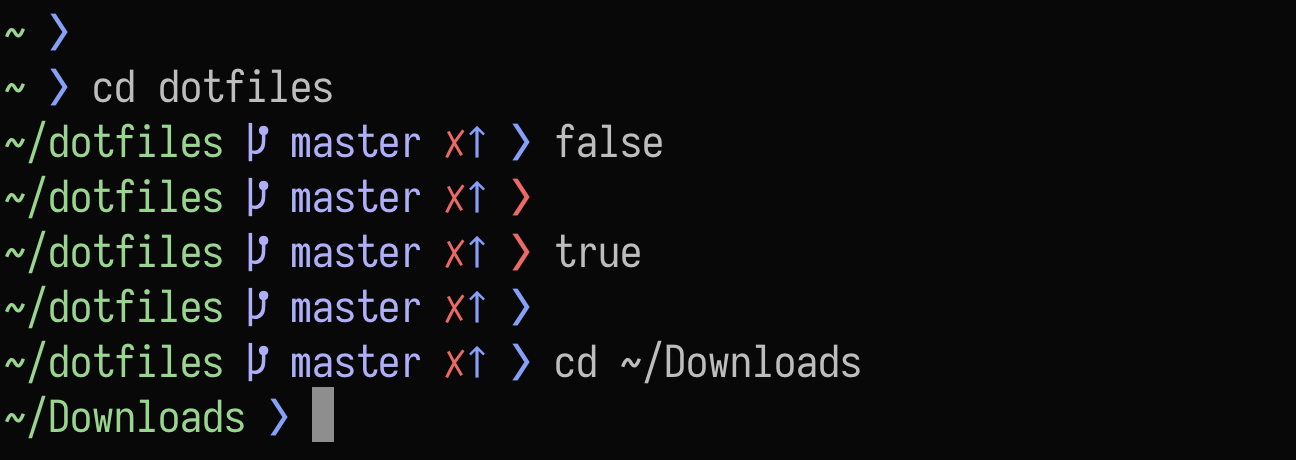 ~ ❯
~ ❯ cd dotfiles
~/dotfiles  master ✗↑ ❯ false
~/dotfiles  master ✗↑ ❯
~/dotfiles  master ✗↑ ❯ true
~/dotfiles  master ✗↑ ❯
~/dotfiles  master ✗↑ ❯ cd ~/Downloads
~/Downloads ❯